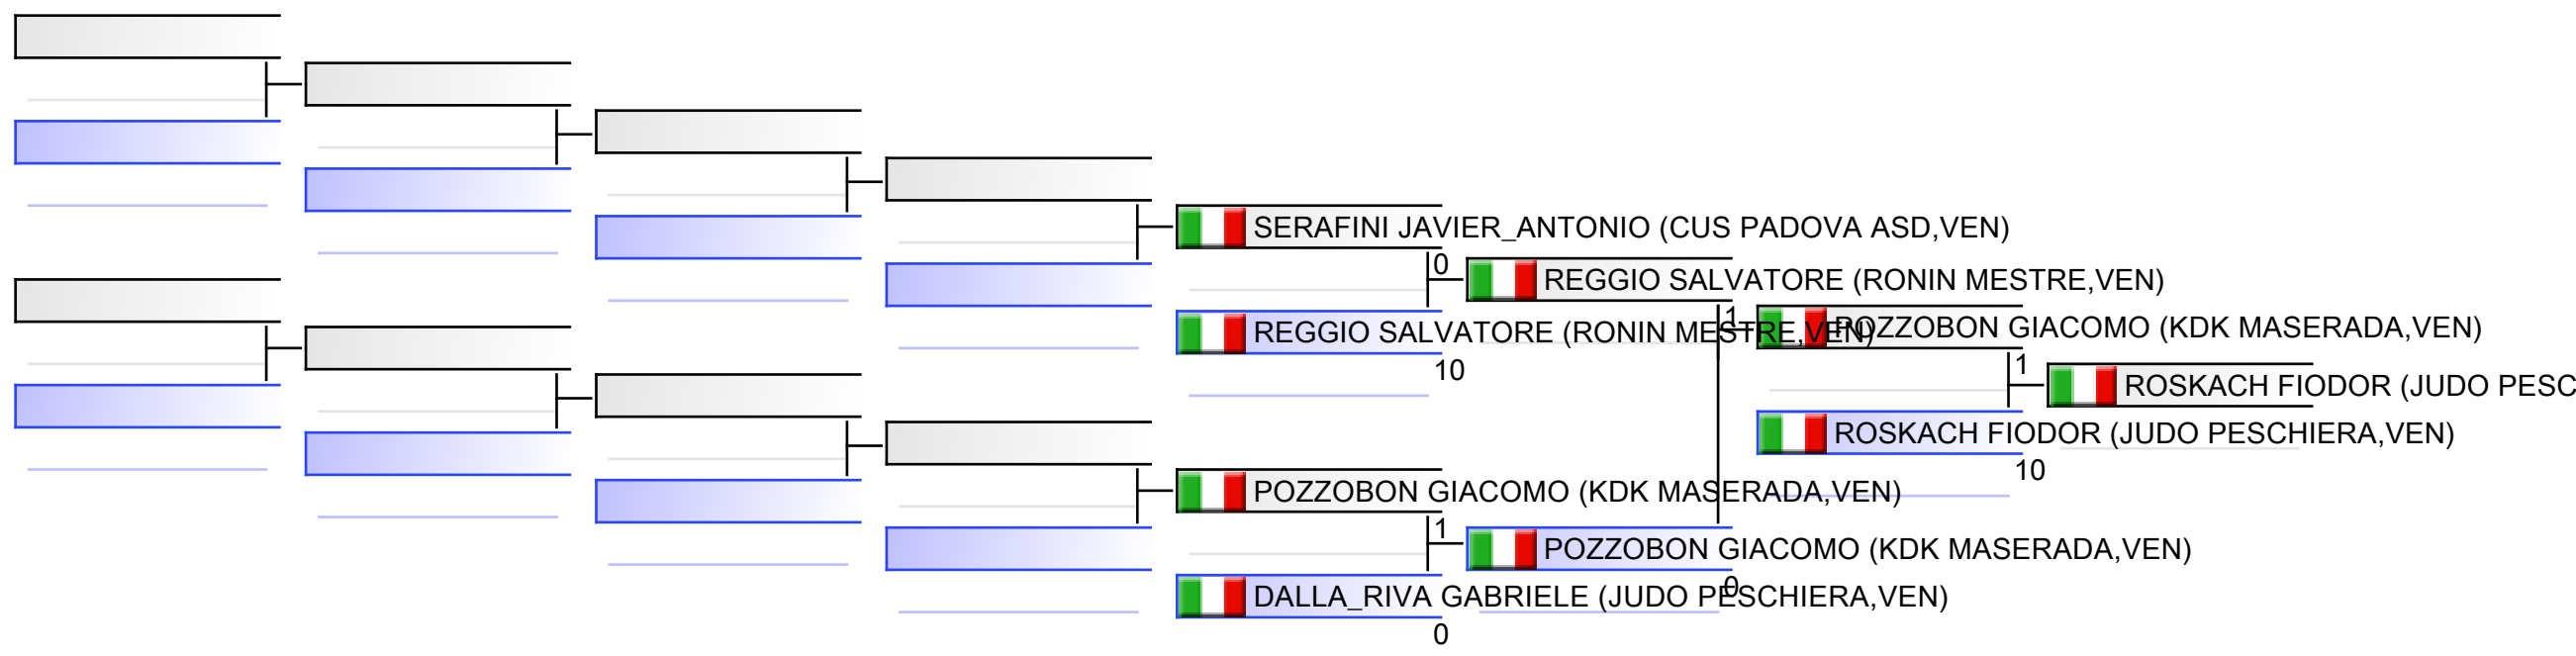 SERAFINI JAVIER_ANTONIO (CUS PADOVA ASD,VEN)
0
REGGIO SALVATORE (RONIN MESTRE,VEN)
REGGIO SALVATORE (RONIN MESTRE,VEN)
10
1
POZZOBON GIACOMO (KDK MASERADA,VEN)
1
ROSKACH FIODOR (JUDO PESC
ROSKACH FIODOR (JUDO PESCHIERA,VEN)
10
POZZOBON GIACOMO (KDK MASERADA,VEN)
1
POZZOBON GIACOMO (KDK MASERADA,VEN)
0
DALLA_RIVA GABRIELE (JUDO PESCHIERA,VEN)
0